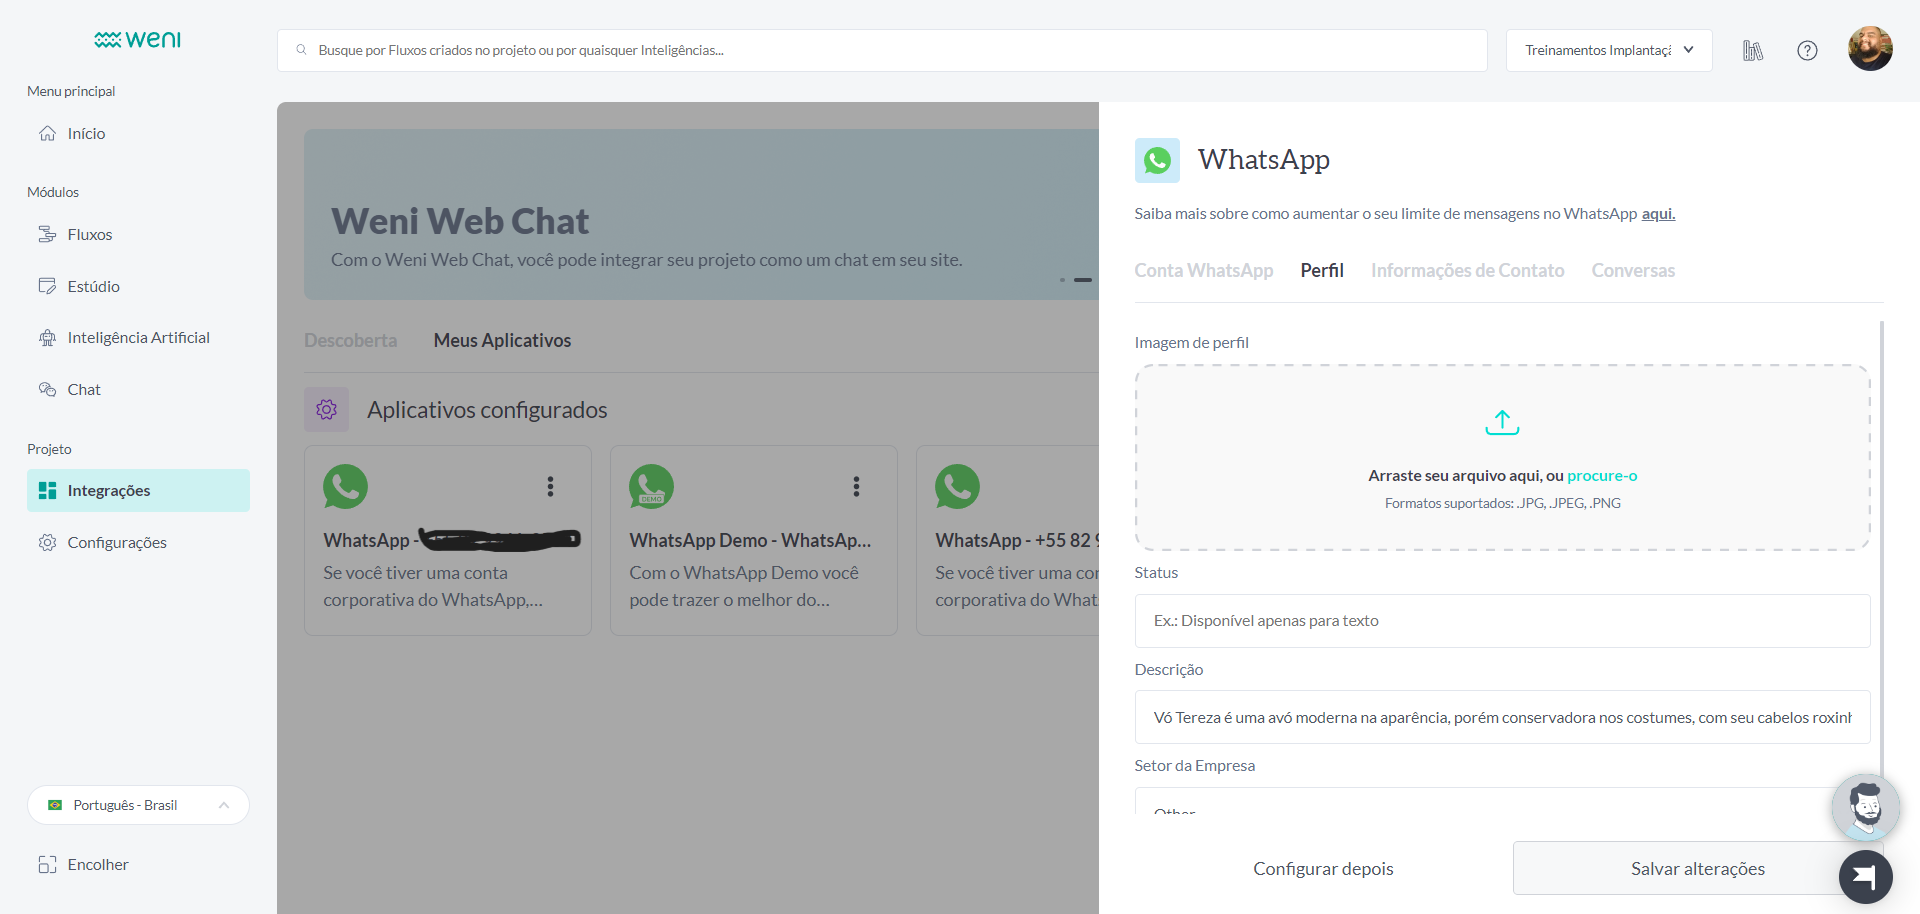 weni
Busque por Fluxos criados no projeto ou por quaisquer Inteligências...
Treinamentos Implantaçã
Menu principal
Início
Módulos
Fluxos
Estúdio
Inteligência Artificial
Chat
Projeto
Integrações
Configurações
Português - Brasil
Encolher
Weni Web Chat
Com o Weni Web Chat, você pode integrar seu projeto como um chat em seu site.
Descoberta
Meus Aplicativos
Aplicativos configurados
WhatsApp -
Se você tiver uma conta
corporativa do WhatsApp,...
DEMO
WhatsApp Demo - WhatsAp...
Com o WhatsApp Demo você
pode trazer o melhor do...
WhatsApp - +55 82 9
Se você tiver uma con
corporativa do What
WhatsApp
Saiba mais sobre como aumentar o seu limite de mensagens no WhatsApp aqui.
Conta WhatsApp
Perfil
Informações de Contato
Conversas
Imagem de perfil
Arraste seu arquivo aqui, ou procure-o
Formatos suportados: .JPG, .JPEG, .PNG
Status
Ex.: Disponível apenas para texto
Descrição
Vó Tereza é uma avó moderna na aparência, porém conservadora nos costumes, com seu cabelos roxinh
Setor da Empresa
Other
Configurar depois
Salvar alterações